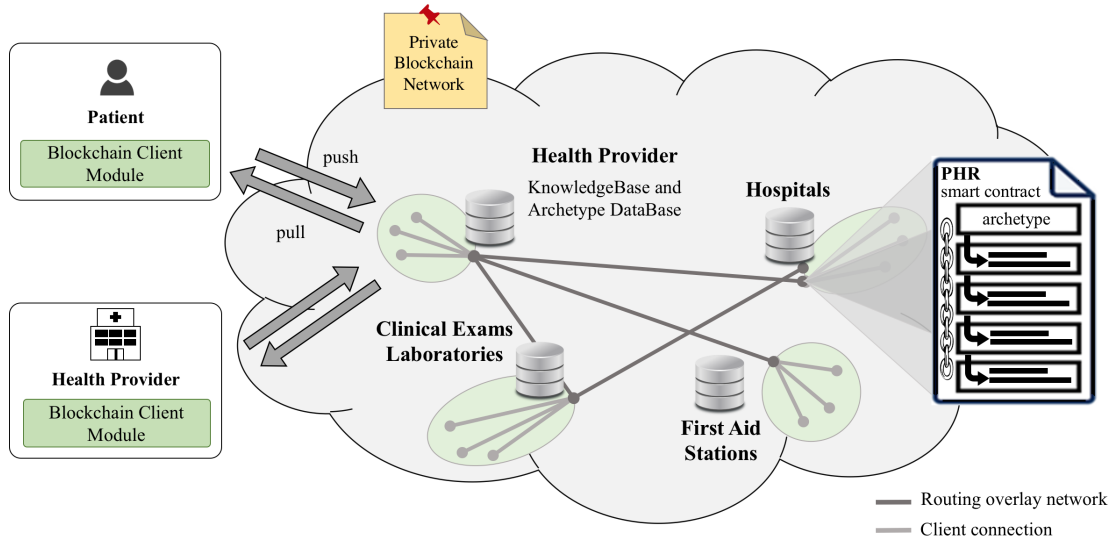 Private
Blockchain
Network
Patient
Blockchain Client
Module
push
pull
Health Provider
KnowledgeBase and
Archetype DataBase
Hospitals
PHR
smart contract
archetype
Health Provider
Blockchain Client
Module
Clinical Exams
Laboratories
First Aid
Stations
Routing overlay network
Client connection